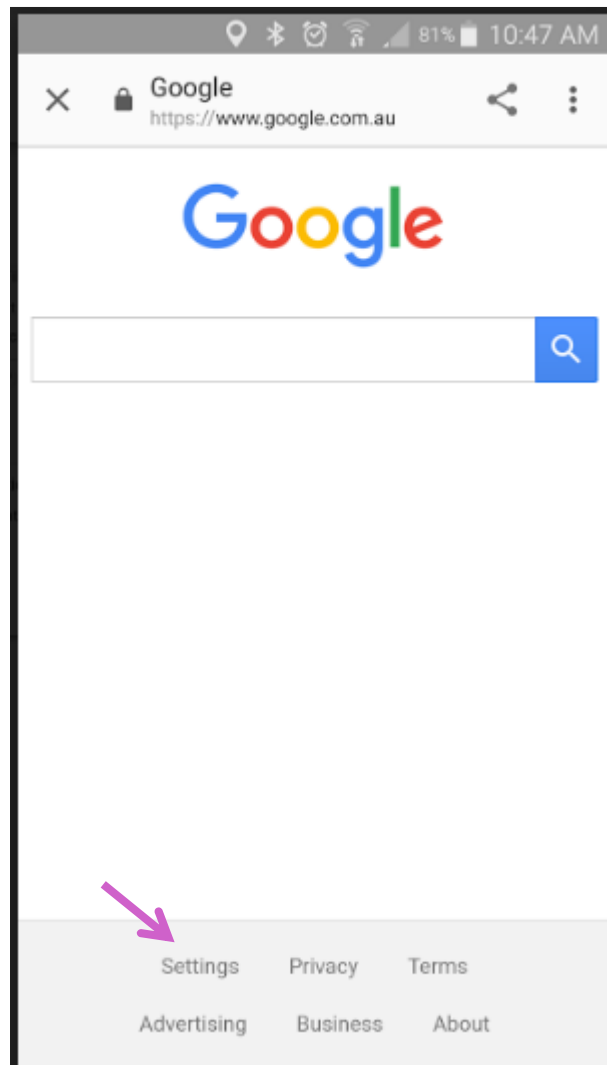 81% 10:47 AM
Google
https://www.google.com.au
Google
Settings Privacy Terms
Advertising Business About